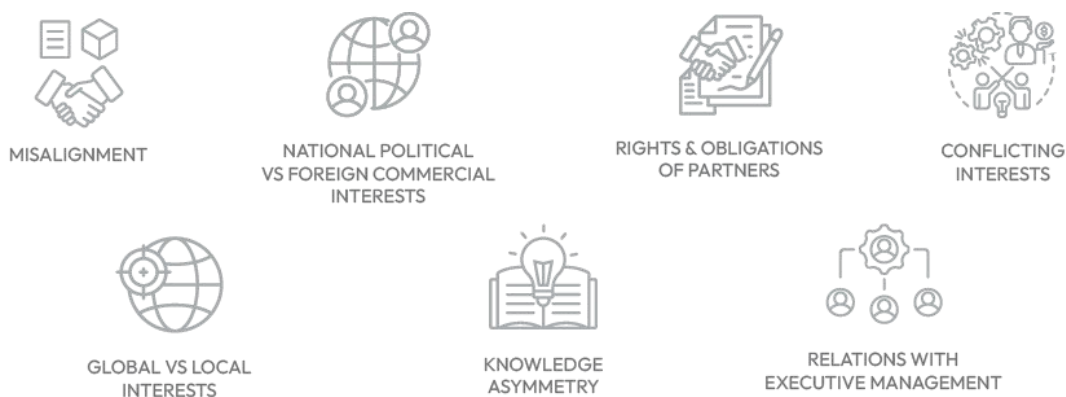 MISALIGNMENT
NATIONAL POLITICAL
VS FOREIGN COMMERCIAL
INTERESTS
RIGHTS & OBLIGATIONS
OF PARTNERS
CONFLICTING
INTERESTS
GLOBAL VS LOCAL
INTERESTS
KNOWLEDGE
ASYMMETRY
RELATIONS WITH
EXECUTIVE MANAGEMENT